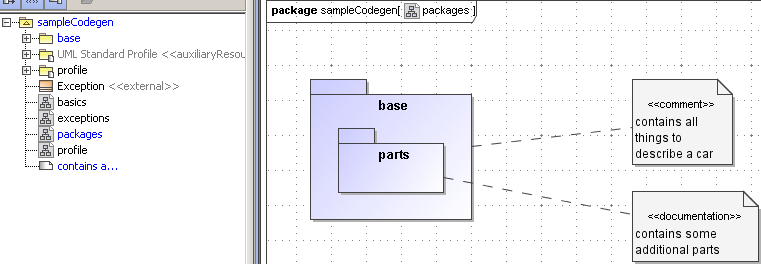 sampleCodegen
base
UML Standard Profile <<auxiliaryResou
profile
Exception <<external>>
basics
exceptions
packages
profile
contains a...
package sampleCodegen[ packages ]
base
parts
<<comment>>
contains all
things to
describe a car
<<documentation>>
contains some
additional parts